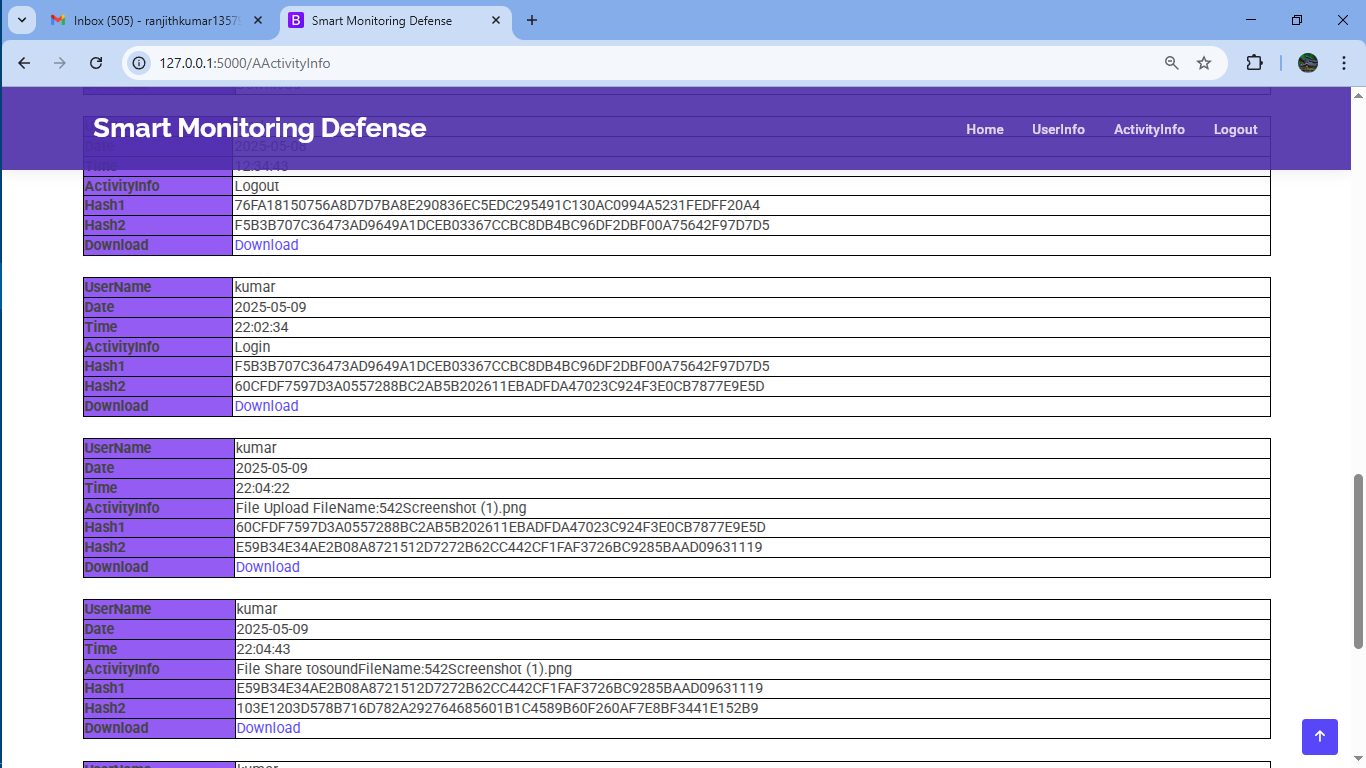 Inbox (505) - ranjithkumar1357
Smart Monitoring Defense
127.0.0.1:5000/AActivityInfo
Smart Monitoring Defense
Home UserInfo ActivityInfo Logout
Date 2025-05-08
Time 12:34:43
ActivityInfo Logout
Hash1 76FA18150756A8D7D7BA8E290836EC5EDC295491C130AC0994A5231FEDFF20A4
Hash2 F5B3B707C36473AD9649A1DCEB03367CCBC8DB4BC96DF2DBF00A75642F97D7D5
Download Download
UserName kumar
Date 2025-05-09
Time 22:02:34
ActivityInfo Login
Hash1 F5B3B707C36473AD9649A1DCEB03367CCBC8DB4BC96DF2DBF00A75642F97D7D5
Hash2 60CFDF7597D3A0557288BC2AB5B202611EBADFDA47023C924F3E0CB7877E9E5D
Download Download
UserName kumar
Date 2025-05-09
Time 22:04:22
ActivityInfo File Upload FileName:542Screenshot (1).png
Hash1 60CFDF7597D3A0557288BC2AB5B202611EBADFDA47023C924F3E0CB7877E9E5D
Hash2 E59B34E34AE2B08A8721512D7272B62CC442CF1FAF3726BC9285BAAD09631119
Download Download
UserName kumar
Date 2025-05-09
Time 22:04:43
ActivityInfo File Share tosoundFileName:542Screenshot (1).png
Hash1 E59B34E34AE2B08A8721512D7272B62CC442CF1FAF3726BC9285BAAD09631119
Hash2 103E1203D578B716D782A292764685601B1C4589B60F260AF7E8BF3441E152B9
Download Download
UserName kumar